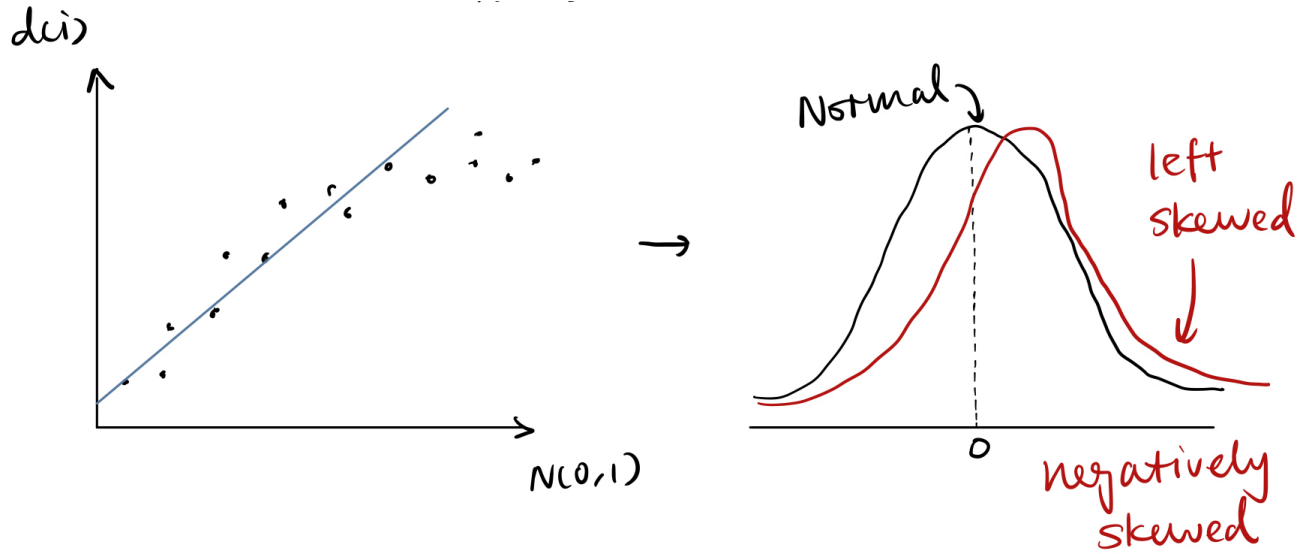 d(i)
N(0,1)
Normal
left
skewed
0
negatively
skewed